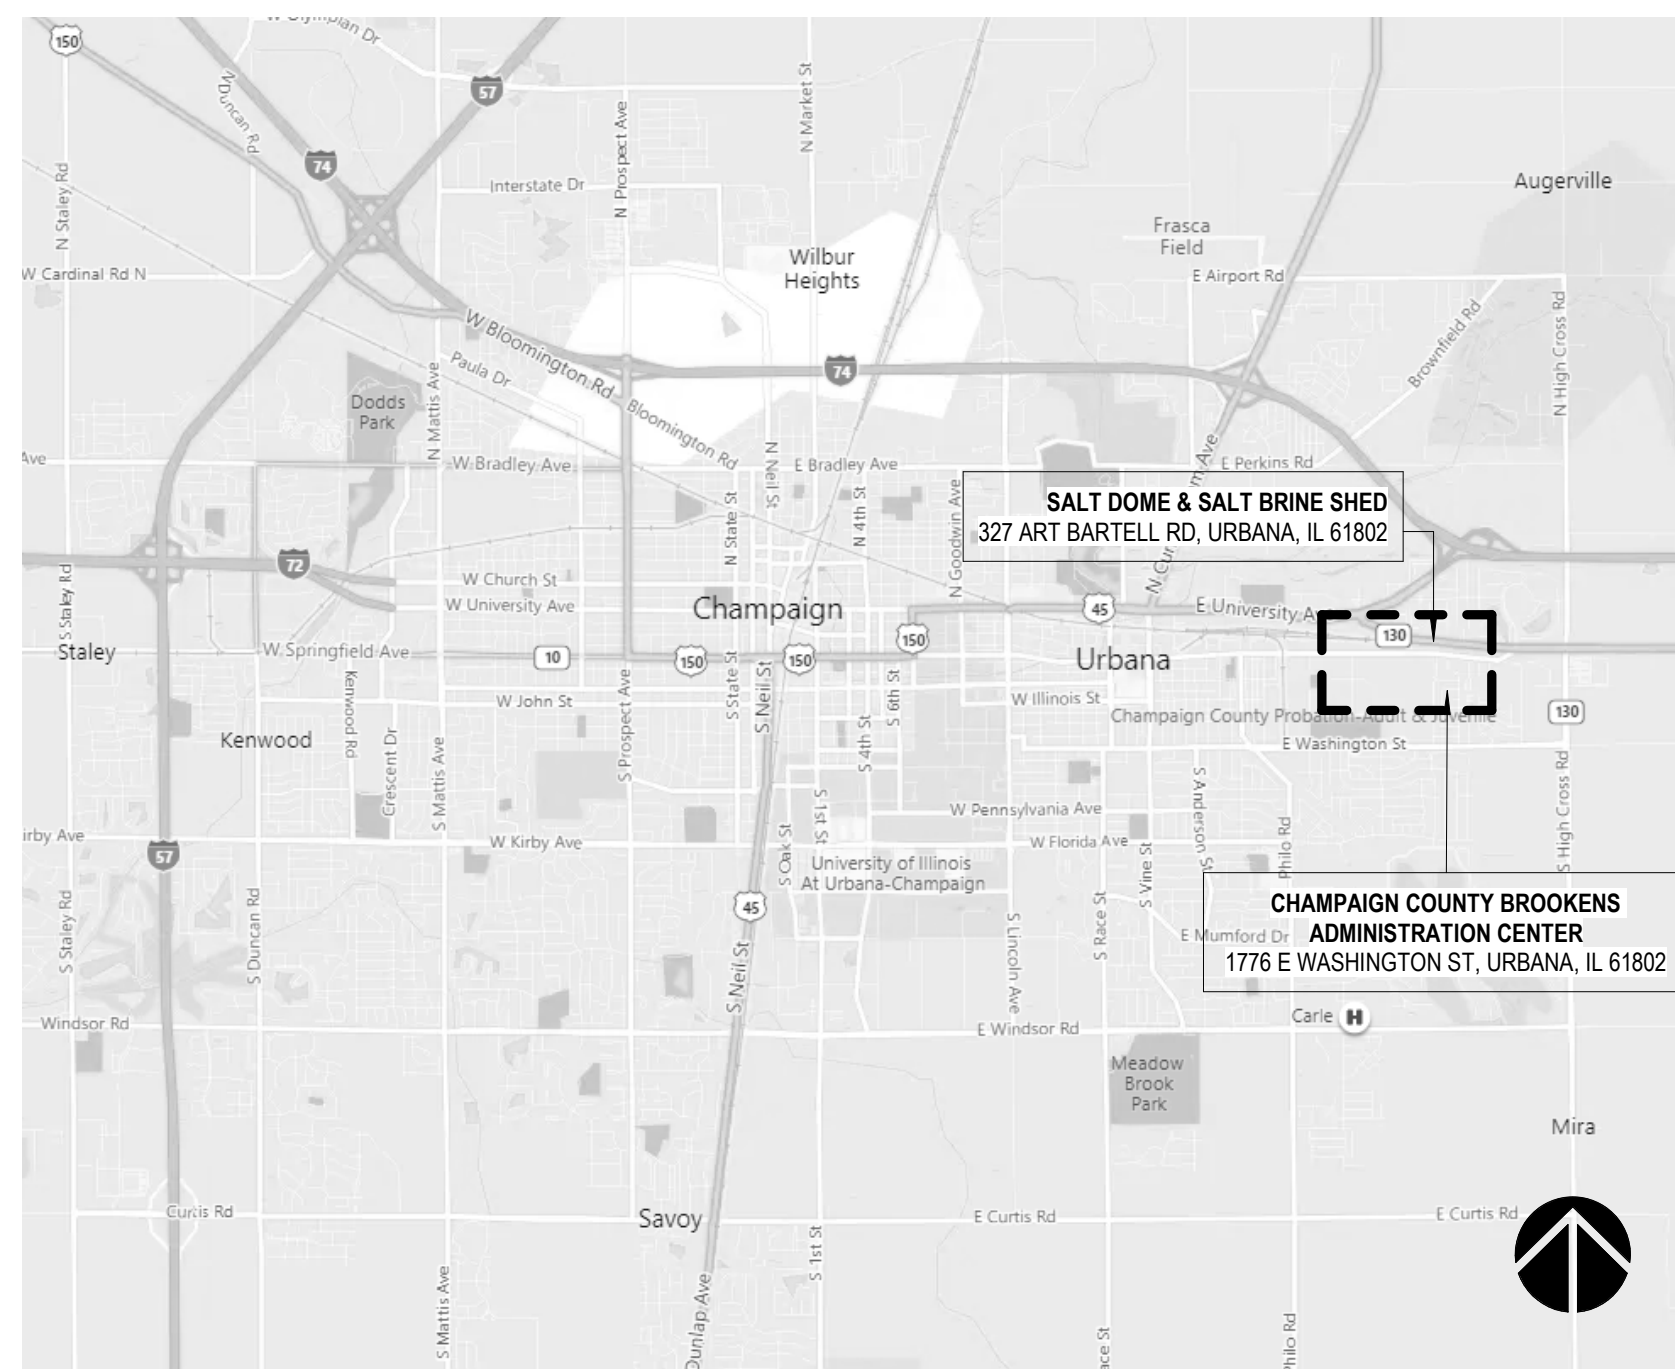 W Olympian Dr
150
57
N Duncan Rd
N Prospect Ave
N Market St
74
Augerville
N Staley Rd
Interstate Dr
Frasca
Field
Wilbur
Heights
W Cardinal Rd N
E Airport Rd
Brownfield Rd
N High Cross Rd
W Bloomington Rd
Paula Dr
74
Dodds
Park
N Mattis Ave
Bloomington Rd
Ave
W Bradley Ave
N Neil St
E Bradley Ave
E Perkins Rd
N State St
N 4th St
N Goodwin Ave
SALT DOME & SALT BRINE SHED
327 ART BARTELL RD, URBANA, IL 61802
72
S Staley Rd
W Church St
W University Ave
Champaign
45
E University
130
150
Staley
W Springfield Ave
10
150
150
Urbana
Kenwood Rd
W John St
S State St
S Neil St
S 6th St
W Illinois St
Champaign County Probation-Adult & Juvenile
130
Kenwood
Crescent Dr
S Mattis Ave
S Prospect Ave
S 4th St
E Washington St
S 1st St
W Pennsylvania Ave
S Anderson St
Philo Rd
S High Cross Rd
irby Ave
57
W Kirby Ave
S Oak St
W Florida Ave
S Vine St
University of Illinois
At Urbana-Champaign
45
S Staley Rd
S Duncan Rd
S Neil St
S Lincoln Ave
S Race St
E Mumford Dr
CHAMPAIGN COUNTY BROOKENS
ADMINISTRATION CENTER
1776 E WASHINGTON ST, URBANA, IL 61802
Windsor Rd
E Windsor Rd
Carle H
Meadow
Brook
Park
Mira
Curtis Rd
Savoy
E Curtis Rd
E Curtis Rd
S 1st St
S Mattis Ave
Dunlap Ave
ace St
Philo Rd